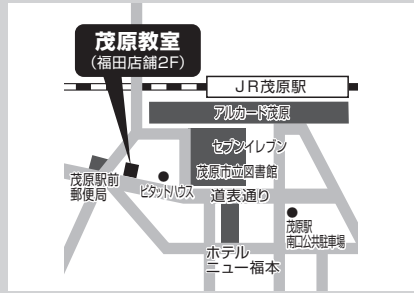 茂原教室
（福田店舗2F）
JR茂原駅
アルカード茂原
セブンイレブン
茂原市立図書館
茂原駅前
郵便局
ピタットハウス
道表通り
茂原駅
南口公共駐車場
ホテル
ニュー福本